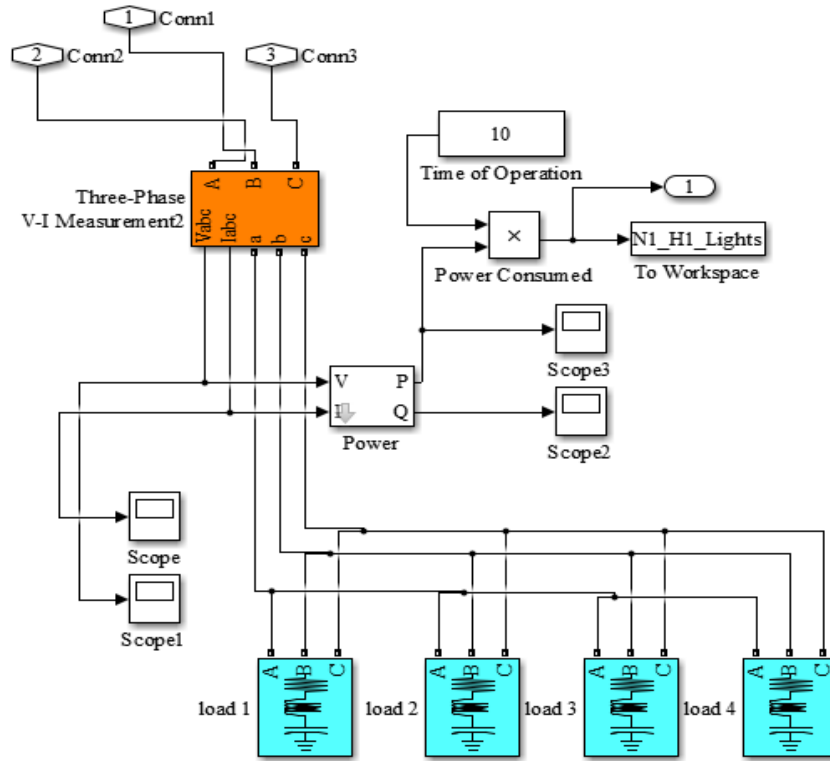 1 Conn1
2 Conn2
3 Conn3
Three-Phase
V-I Measurement2
A B C
Vabc Iabc a b c
10
Time of Operation
×
Power Consumed
1
N1_H1_Lights
To Workspace
Scope3
V P
I Q
Power
Scope2
Scope
Scope1
load 1
A B C
load 2
A B C
load 3
A B C
load 4
A B C